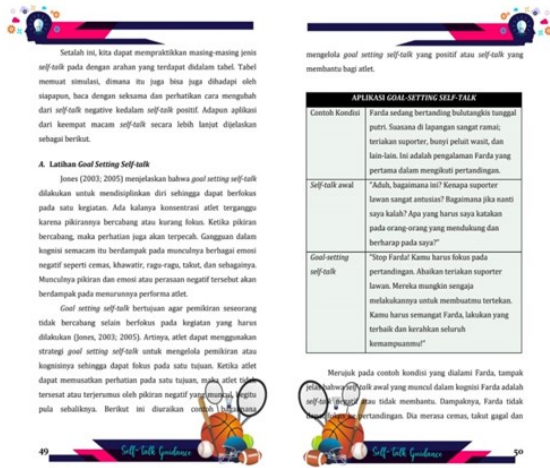 Setalah ini, kita dapat mempraktikkan masing-masing jenis
self-talk pada dengan arahan yang terdapat didalam tabel. Tabel
memuat simulasi, dimana itu juga bisa juga dihadapi oleh
siapapun, baca dengan seksama dan perhatikan cara mengubah
dari self-talk negative kedalam self-talk positif. Adapun aplikasi
dari keempat macam self-talk secara lebih lanjut dijelaskan
sebagai berikut.
A. Latihan Goal Setting Self-talk
Jones (2003; 2005) menjelaskan bahwa goal setting self-talk
dilakukan untuk mendisiplinkan diri sehingga dapat berfokus
pada satu kegiatan. Ada kalanya konsentrasi atlet terganggu
karena pikirannya bercabang atau kurang fokus. Ketika pikiran
bercabang, maka perhatian juga akan terpecah. Gangguan dalam
kognisi semacam itu berdampak pada munculnya berbagai emosi
negatif seperti cemas, khawatir, ragu-ragu, takut, dan sebagainya.
Munculnya pikiran dan emosi atau perasaan negatif tersebut akan
berdampak pada menurunnya performa atlet.
Goal setting self-talk bertujuan agar pemikiran seseorang
tidak bercabang selain berfokus pada kegiatan yang harus
dilakukan (Jones, 2003; 2005). Artinya, atlet dapat menggunakan
strategi goal setting self-talk untuk mengelola pemikiran atau
kognisinya sehingga dapat fokus pada satu tujuan. Ketika atlet
dapat memusatkan perhatian pada satu tujuan, maka atlet tidak
tersesat atau terjerumus oleh pikiran negatif yang muncul, begitu
pula sebaliknya. Berikut ini diuraikan contoh bagaimana
49
Self-Talk Guidance
mengelola goal setting self-talk yang positif atau self-talk yang
membantu bagi atlet.
APLIKASI GOAL-SETTING SELF-TALK
Contoh Kondisi
Farda sedang bertanding bulutangkis tunggal
putri. Suasana di lapangan sangat ramai;
teriakan suporter, bunyi peluit wasit, dan
lain-lain. Ini adalah pengalaman Farda yang
pertama dalam mengikuti pertandingan.
Self-talk awal
"Aduh, bagaimana ini? Kenapa suporter
lawan sangat antusias? Bagaimana jika nanti
saya kalah? Apa yang harus saya katakan
pada orang-orang yang mendukung dan
berharap pada saya?"
Goal-setting
self-talk
"Stop Farda! Kamu harus fokus pada
pertandingan. Abaikan teriakan suporter
lawan. Mereka mungkin sengaja
melakukannya untuk membuatmu tertekan.
Kamu harus semangat Farda, lakukan yang
terbaik dan kerahkan seluruh
kemampuanmu!"
Merujuk pada contoh kondisi yang dialami Farda, tampak
jelas bahwa self-talk awal yang muncul dalam kognisi Farda adalah
self-talk negatif atau tidak membantu. Dampaknya, Farda tidak
pertandingan. Dia merasa cemas, takut gagal dan
Self-Talk Guidance
50